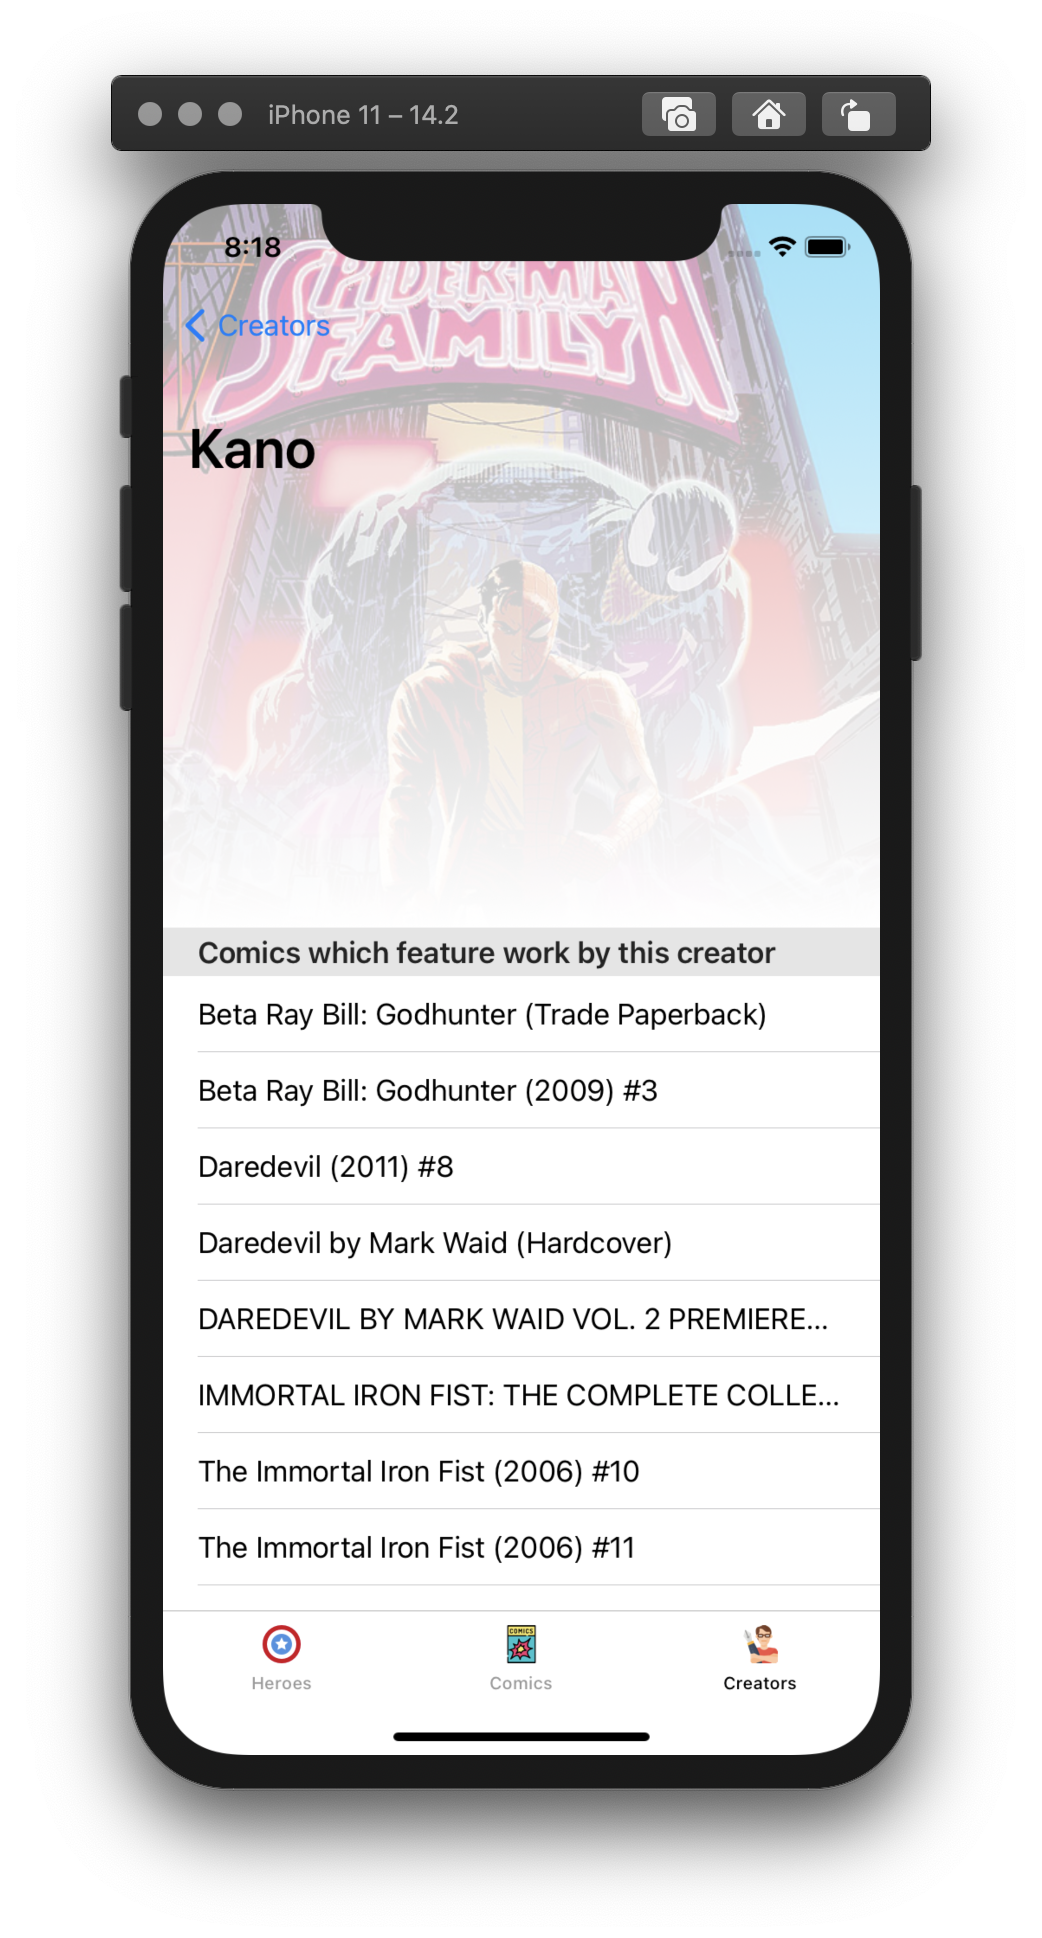 iPhone 11 – 14.2
8:18
SPIDER-MAN
FAMILY
Creators
Kano
Comics which feature work by this creator
Beta Ray Bill: Godhunter (Trade Paperback)
Beta Ray Bill: Godhunter (2009) #3
Daredevil (2011) #8
Daredevil by Mark Waid (Hardcover)
DAREDEVIL BY MARK WAID VOL. 2 PREMIERE...
IMMORTAL IRON FIST: THE COMPLETE COLLE...
The Immortal Iron Fist (2006) #10
The Immortal Iron Fist (2006) #11
COMICS
Heroes
Comics
Creators